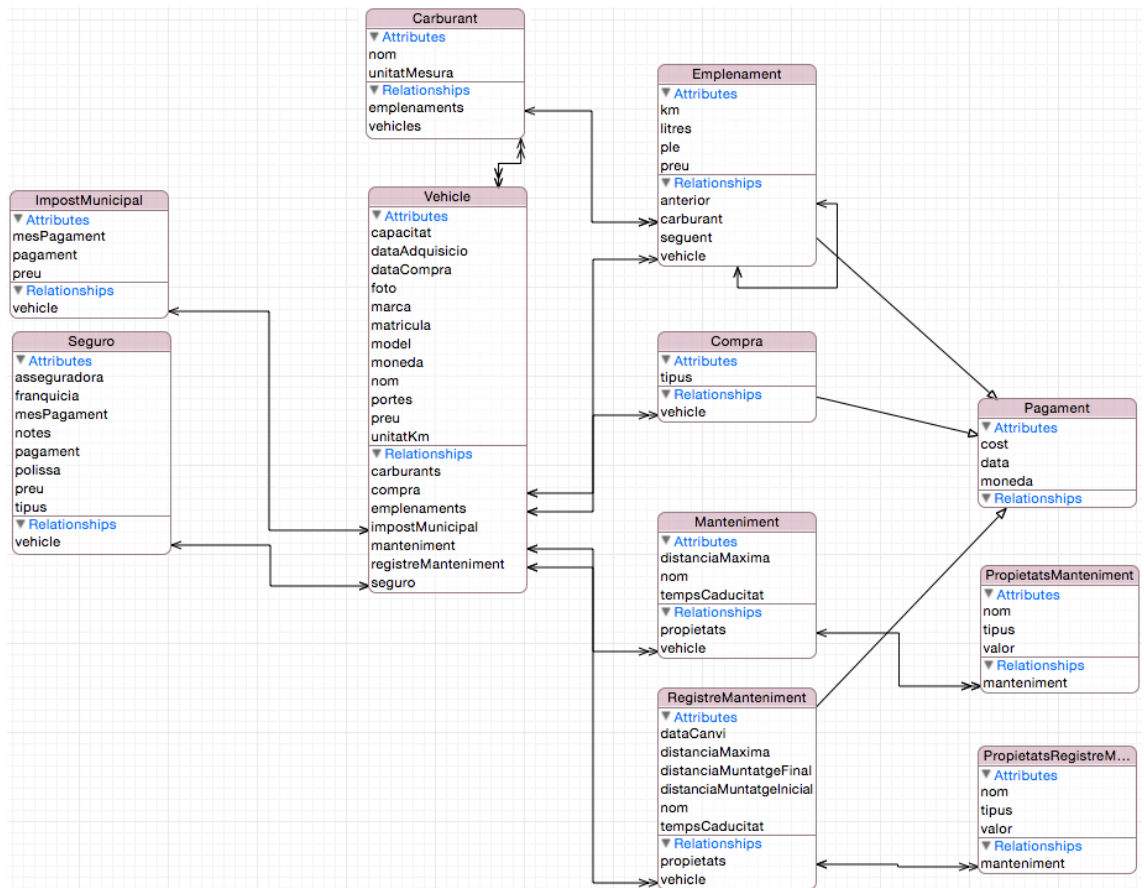 Carburant
Attributes
nom
unitatMesura
Relationships
emplenaments
vehicles
Emplenament
Attributes
km
litres
ple
preu
Relationships
anterior
carburant
seguent
vehicle
ImpostMunicipal
Attributes
mesPagament
pagament
preu
Relationships
vehicle
Vehicle
Attributes
capacitat
dataAdquisicio
dataCompra
foto
marca
matricula
model
moneda
nom
portes
preu
unitatKm
Relationships
carburants
compra
emplenaments
impostMunicipal
manteniment
registreManteniment
seguro
Seguro
Attributes
asseguradora
franquicia
mesPagament
notes
pagament
polissa
preu
tipus
Relationships
vehicle
Compra
Attributes
tipus
Relationships
vehicle
Pagament
Attributes
cost
data
moneda
Relationships
Manteniment
Attributes
distanciaMaxima
nom
tempsCaducitat
Relationships
propietats
vehicle
PropietatsManteniment
Attributes
nom
tipus
valor
Relationships
manteniment
RegistreManteniment
Attributes
dataCanvi
distanciaMaxima
distanciaMuntatgeFinal
distanciaMuntatgeInicial
nom
tempsCaducitat
Relationships
propietats
vehicle
PropietatsRegistreM...
Attributes
nom
tipus
valor
Relationships
manteniment